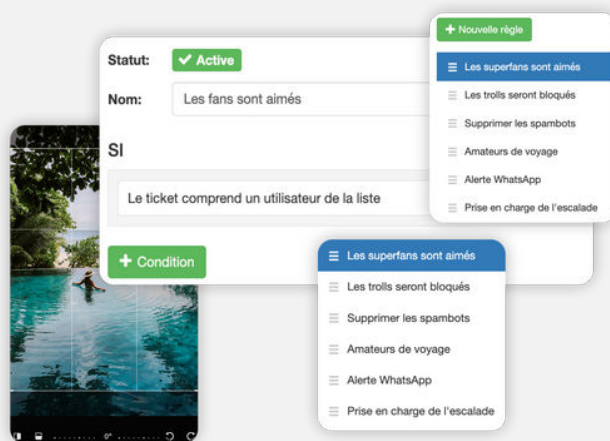 + Nouvelle règle
Les superfans sont aimés
Les trolls seront bloqués
Supprimer les spambots
Amateurs de voyage
Alerte WhatsApp
Prise en charge de l'escalade
Statut: Active
Nom: Les fans sont aimés
SI
Le ticket comprend un utilisateur de la liste
+ Condition
Les superfans sont aimés
Les trolls seront bloqués
Supprimer les spambots
Amateurs de voyage
Alerte WhatsApp
Prise en charge de l'escalade
0°